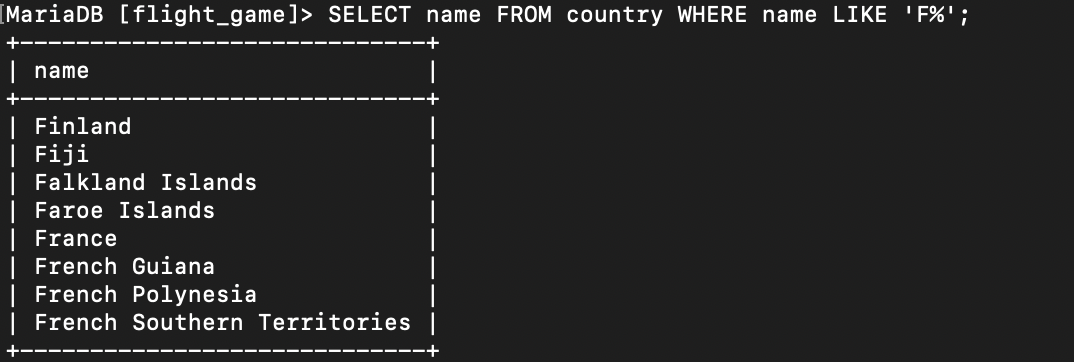 [MariaDB [flight_game]> SELECT name FROM country WHERE name LIKE 'F%';
+-----------------------------+
| name                        |
+-----------------------------+
| Finland                     |
| Fiji                        |
| Falkland Islands            |
| Faroe Islands               |
| France                      |
| French Guiana               |
| French Polynesia            |
| French Southern Territories |
+-----------------------------+